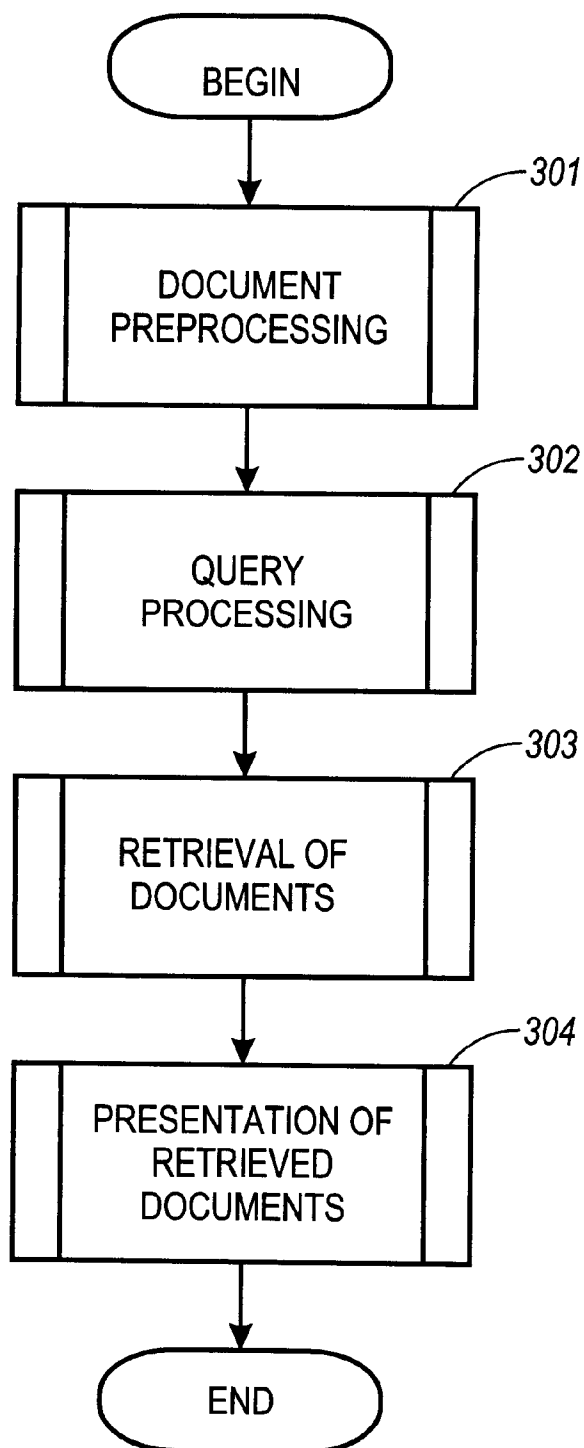 BEGIN
301
DOCUMENT
PREPROCESSING
302
QUERY
PROCESSING
303
RETRIEVAL OF
DOCUMENTS
304
PRESENTATION OF
RETRIEVED
DOCUMENTS
END